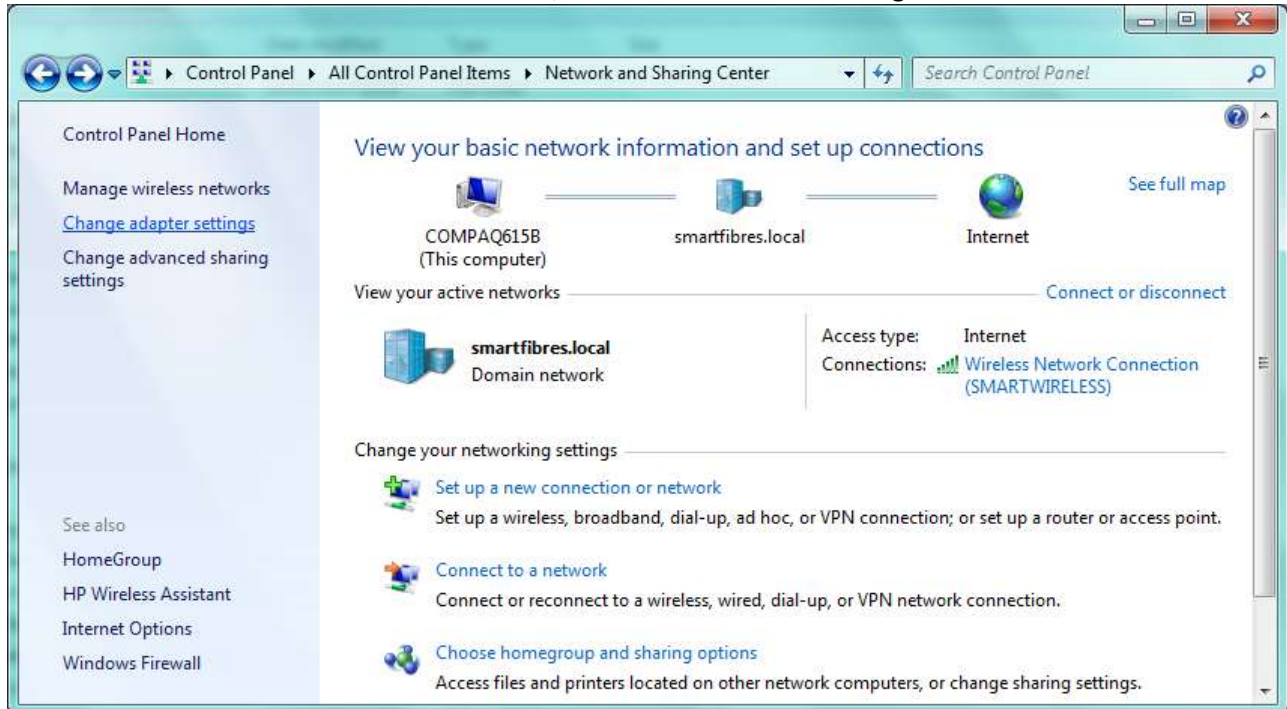 Control Panel ▸ All Control Panel Items ▸ Network and Sharing Center
Search Control Panel
Control Panel Home
Manage wireless networks
Change adapter settings
Change advanced sharing
settings
See also
HomeGroup
HP Wireless Assistant
Internet Options
Windows Firewall
View your basic network information and set up connections
See full map
COMPAQ615B
(This computer)
smartfibres.local
Internet
View your active networks
Connect or disconnect
smartfibres.local
Domain network
Access type: Internet
Connections: Wireless Network Connection
(SMARTWIRELESS)
Change your networking settings
Set up a new connection or network
Set up a wireless, broadband, dial-up, ad hoc, or VPN connection; or set up a router or access point.
Connect to a network
Connect or reconnect to a wireless, wired, dial-up, or VPN network connection.
Choose homegroup and sharing options
Access files and printers located on other network computers, or change sharing settings.